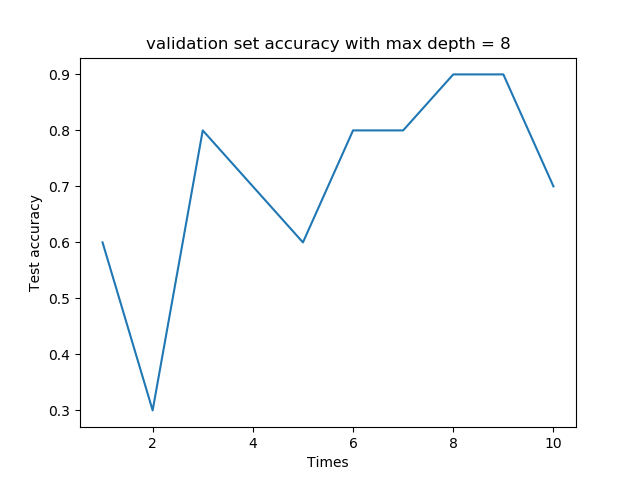 validation set accuracy with max depth = 8
0.9
0.8
0.7
0.6
0.5
0.4
0.3
Test accuracy
2 4 6 8 10
Times